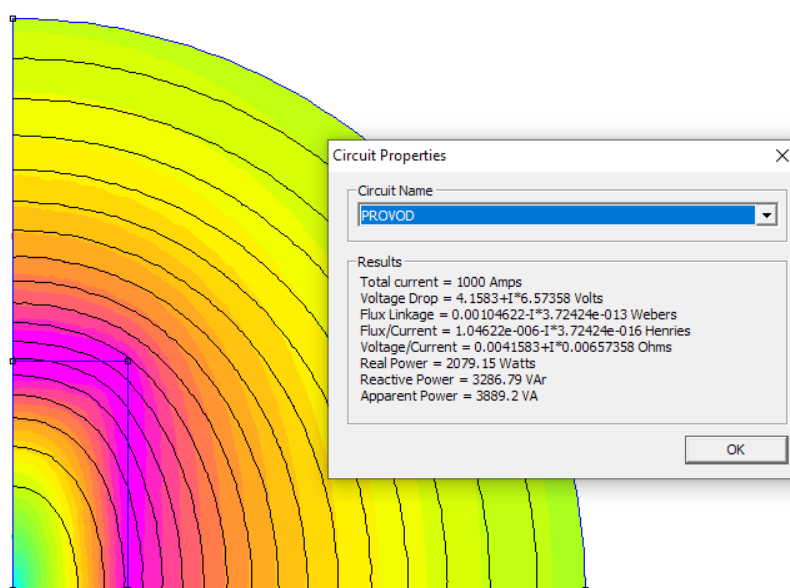 Circuit Properties
Circuit Name
PROVOD
Results
Total current = 1000 Amps
Voltage Drop = 4.1583+I*6.57358 Volts
Flux Linkage = 0.00104622-I*3.72424e-013 Webers
Flux/Current = 1.04622e-006-I*3.72424e-016 Henries
Voltage/Current = 0.0041583+I*0.00657358 Ohms
Real Power = 2079.15 Watts
Reactive Power = 3286.79 VAr
Apparent Power = 3889.2 VA
OK